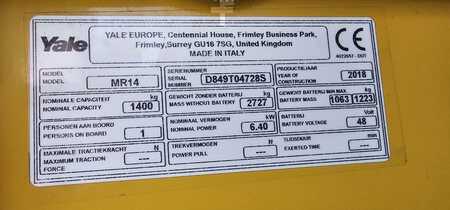 Yale
YALE EUROPE, Centennial House, Frimley Business Park,
Frimley,Surrey GU16 7SG, United Kingdom
MADE IN ITALY
CE
MODEL
MODEL
MR14
SERIENUMMER
SERIAL
D849T04728S
PRODUCTIEJAAR
YEAR OF
CONSTRUCTION
2018
NOMINALE CAPACITEIT kg
NOMINAL CAPACITY
1400
GEWICHT ZONDER BATTERIJ kg
MASS WITHOUT BATTERY
2727
GEWICHT BATTERIJ MIN MAX kg
BATTERY MASS
1063 1223
PERSONEN AAN BOORD
PERSONS ON BOARD
1
NOMINAAL VERMOGEN kW
NOMINAL POWER
6.40
BATTERIJ Volt
BATTERY VOLTAGE
48
MAXIMALE TRACTIEKRACHT N
MAXIMUM TRACTION
FORCE
---
TREKVERMOGEN N
POWER PULL
---
TIJDSDUUR min
EXERTED TIME
---